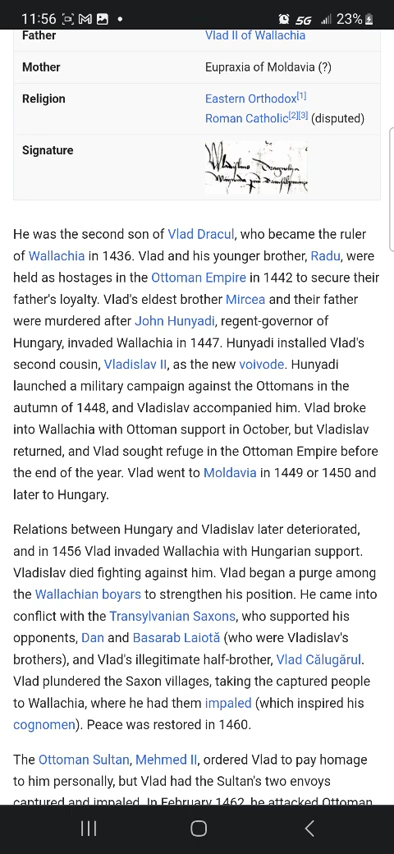 11:56 5G 23%
Father Vlad II of Wallachia
Mother Eupraxia of Moldavia (?)
Religion Eastern Orthodox[1]
Roman Catholic[2][3] (disputed)
Signature
He was the second son of Vlad Dracul, who became the ruler
of Wallachia in 1436. Vlad and his younger brother, Radu, were
held as hostages in the Ottoman Empire in 1442 to secure their
father's loyalty. Vlad's eldest brother Mircea and their father
were murdered after John Hunyadi, regent-governor of
Hungary, invaded Wallachia in 1447. Hunyadi installed Vlad's
second cousin, Vladislav II, as the new voivode. Hunyadi
launched a military campaign against the Ottomans in the
autumn of 1448, and Vladislav accompanied him. Vlad broke
into Wallachia with Ottoman support in October, but Vladislav
returned, and Vlad sought refuge in the Ottoman Empire before
the end of the year. Vlad went to Moldavia in 1449 or 1450 and
later to Hungary.
Relations between Hungary and Vladislav later deteriorated,
and in 1456 Vlad invaded Wallachia with Hungarian support.
Vladislav died fighting against him. Vlad began a purge among
the Wallachian boyars to strengthen his position. He came into
conflict with the Transylvanian Saxons, who supported his
opponents, Dan and Basarab Laiotă (who were Vladislav's
brothers), and Vlad's illegitimate half-brother, Vlad Călugărul.
Vlad plundered the Saxon villages, taking the captured people
to Wallachia, where he had them impaled (which inspired his
cognomen). Peace was restored in 1460.
The Ottoman Sultan, Mehmed II, ordered Vlad to pay homage
to him personally, but Vlad had the Sultan's two envoys
captured and impaled. In February 1462, he attacked Ottoman